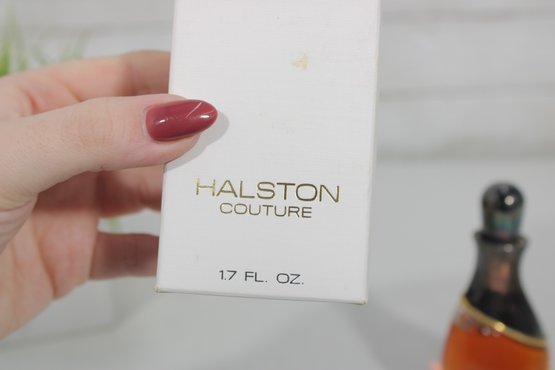 HALSTON
COUTURE
1.7 FL. OZ.